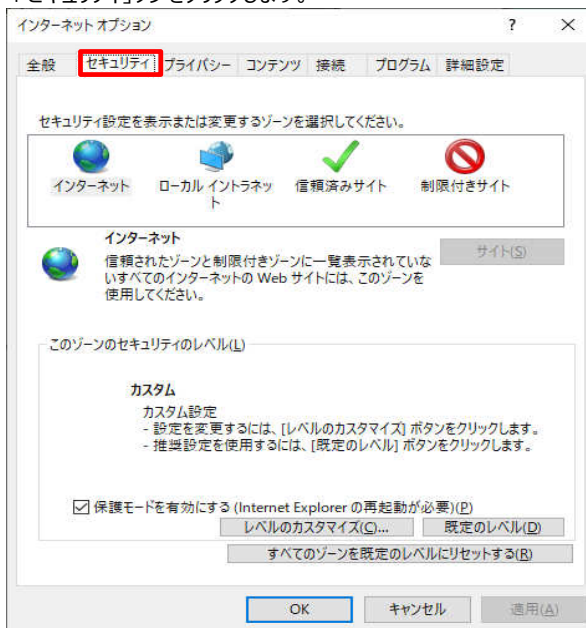 「セキュリティ」タブをクリックします。
インターネット オプション ? ×
全般 セキュリティ プライバシー コンテンツ 接続 プログラム 詳細設定
セキュリティ設定を表示または変更するゾーンを選択してください。
インターネット ローカル イントラネッ 信頼済みサイト 制限付きサイト
ト
インターネット
サイト(S)
信頼されたゾーンと制限付きゾーンに一覧表示されていな
いすべてのインターネットの Web サイトには、このゾーンを
使用してください。
このゾーンのセキュリティのレベル(L)
カスタム
カスタム設定
- 設定を変更するには、[レベルのカスタマイズ] ボタンをクリックします。
- 推奨設定を使用するには、[既定のレベル] ボタンをクリックします。
保護モードを有効にする (Internet Explorer の再起動が必要)(P)
レベルのカスタマイズ(C)... 既定のレベル(D)
すべてのゾーンを既定のレベルにリセットする(R)
OK キャンセル 適用(A)